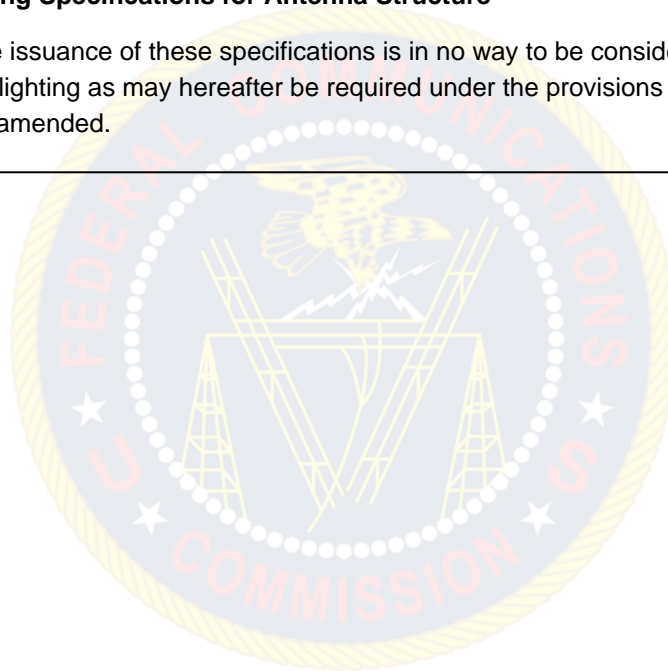 ng Specifications for Antenna Structure
e issuance of these specifications is in no way to be conside
lighting as may hereafter be required under the provisions
amended.
FEDERAL COMMUNICATIONS
COMMISSION
U S